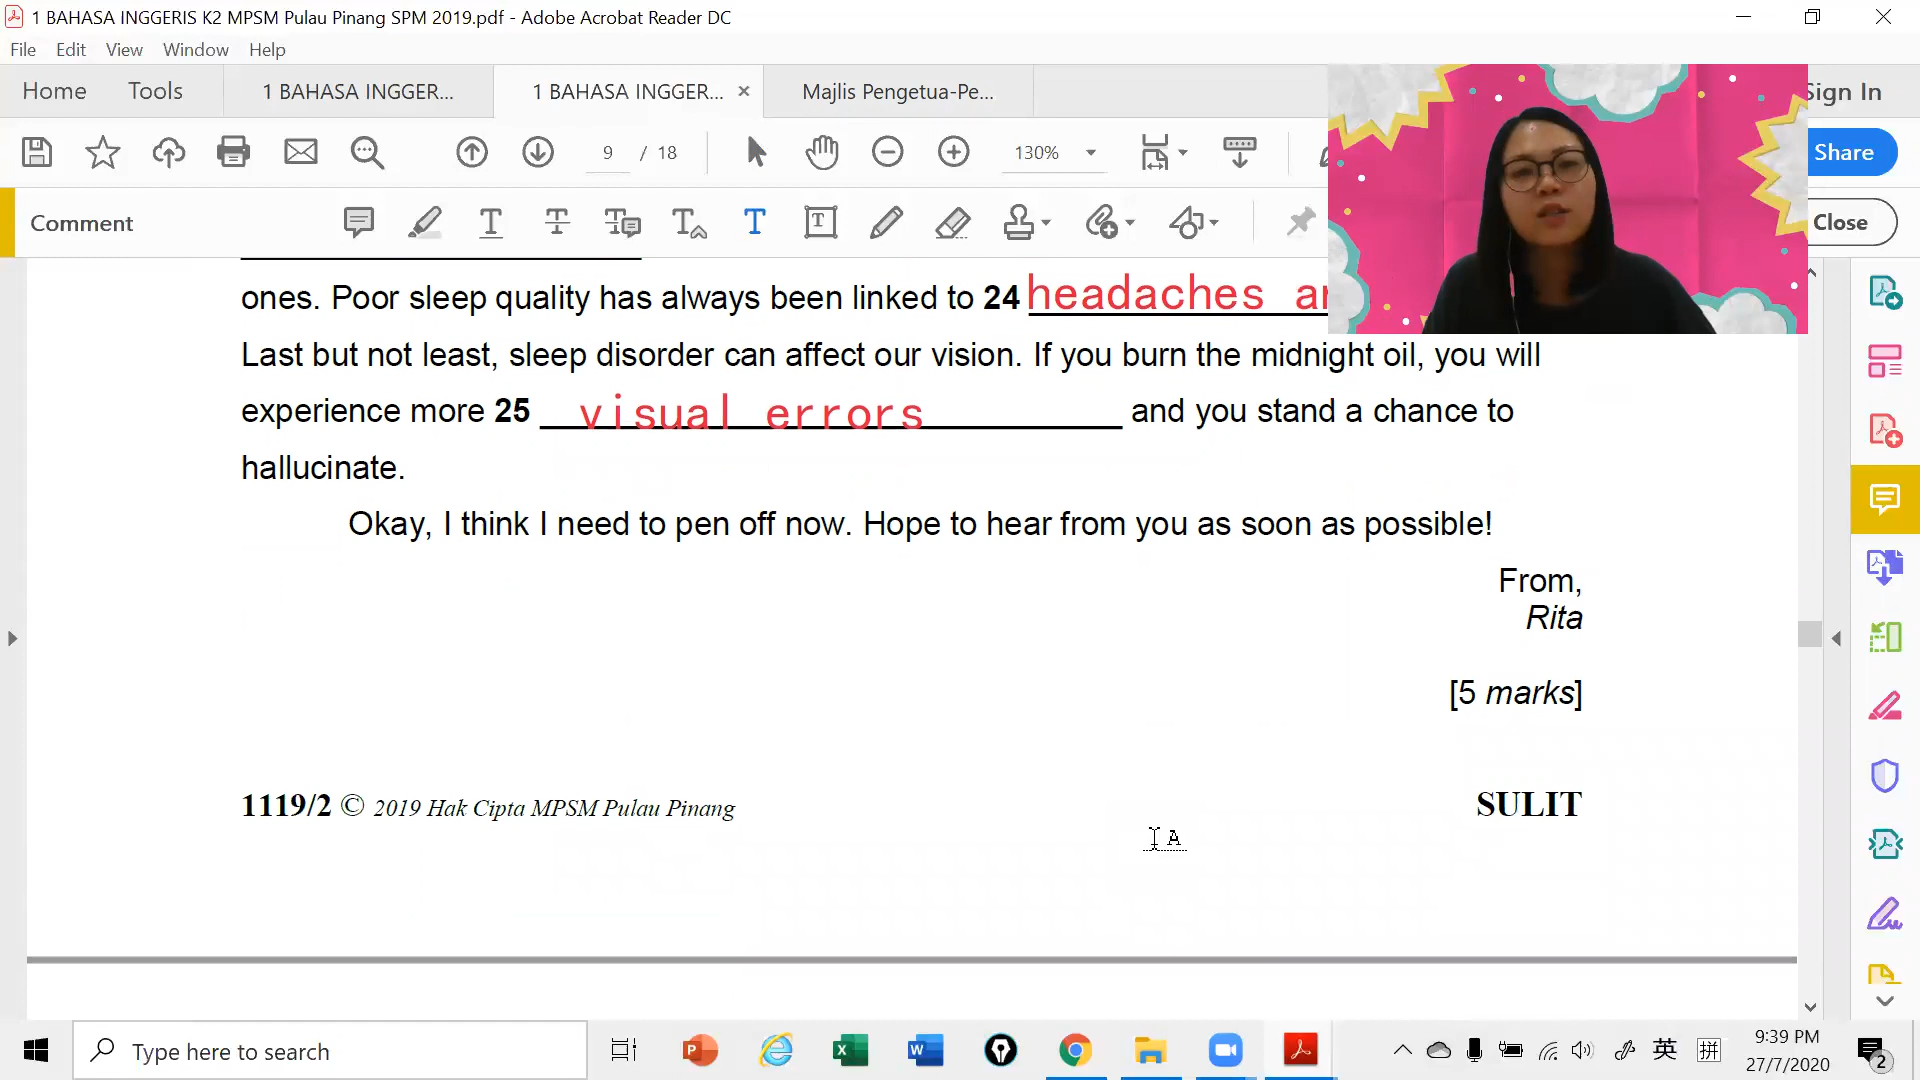 1 BAHASA INGGERIS K2 MPSM Pulau Pinang SPM 2019.pdf - Adobe Acrobat Reader DC
File Edit View Window Help
Home Tools 1 BAHASA INGGER... 1 BAHASA INGGER... Majlis Pengetua-Pe... Sign In
9 / 18 130% Share
Comment Close
ones. Poor sleep quality has always been linked to 24 headaches
Last but not least, sleep disorder can affect our vision. If you burn the midnight oil, you will
experience more 25 visual errors and you stand a chance to
hallucinate.
Okay, I think I need to pen off now. Hope to hear from you as soon as possible!
From,
Rita
[5 marks]
1119/2 © 2019 Hak Cipta MPSM Pulau Pinang SULIT
Type here to search
英 拼 9:39 PM
27/7/2020 2